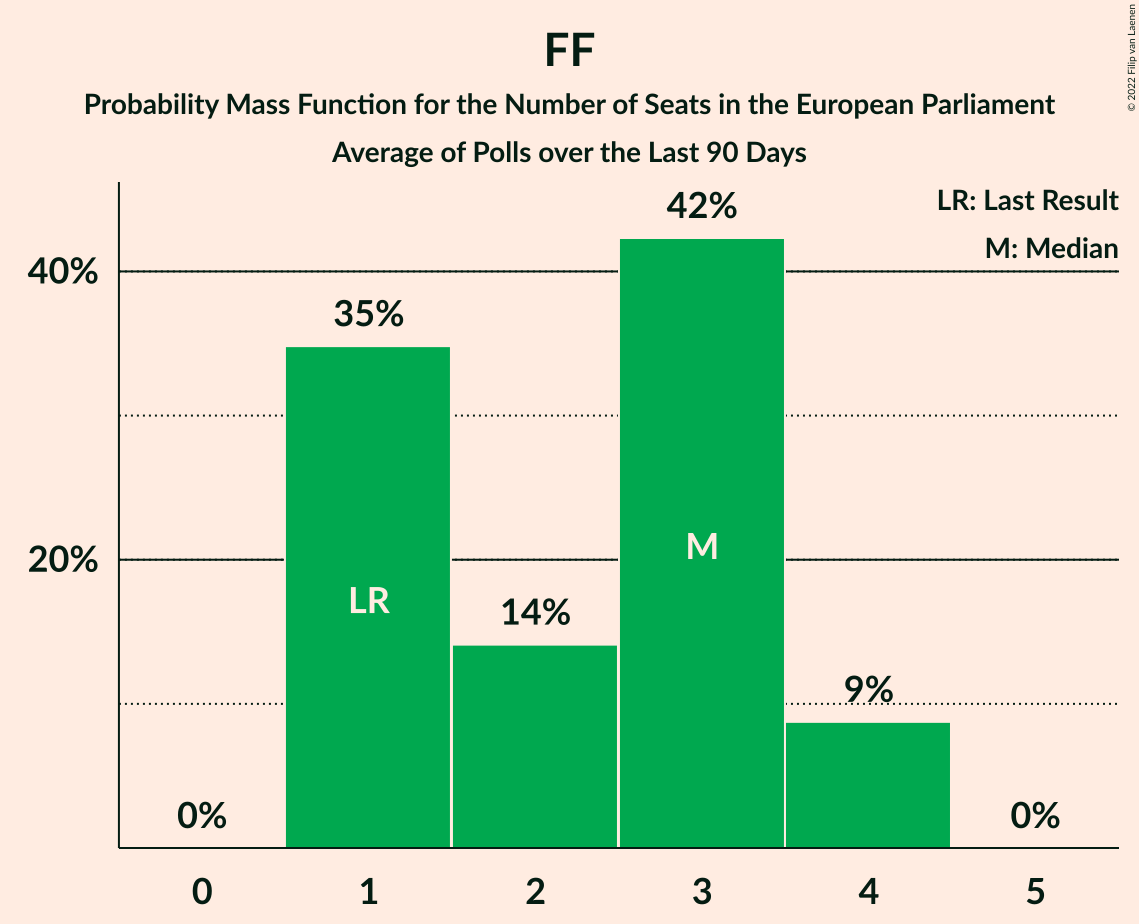 FF
Probability Mass Function for the Number of Seats in the European Parliament
Average of Polls over the Last 90 Days
© 2022 Filip van Laenen
LR: Last Result
M: Median
40%
20%
0%
35%
14%
42%
9%
0%
LR
M
0 1 2 3 4 5